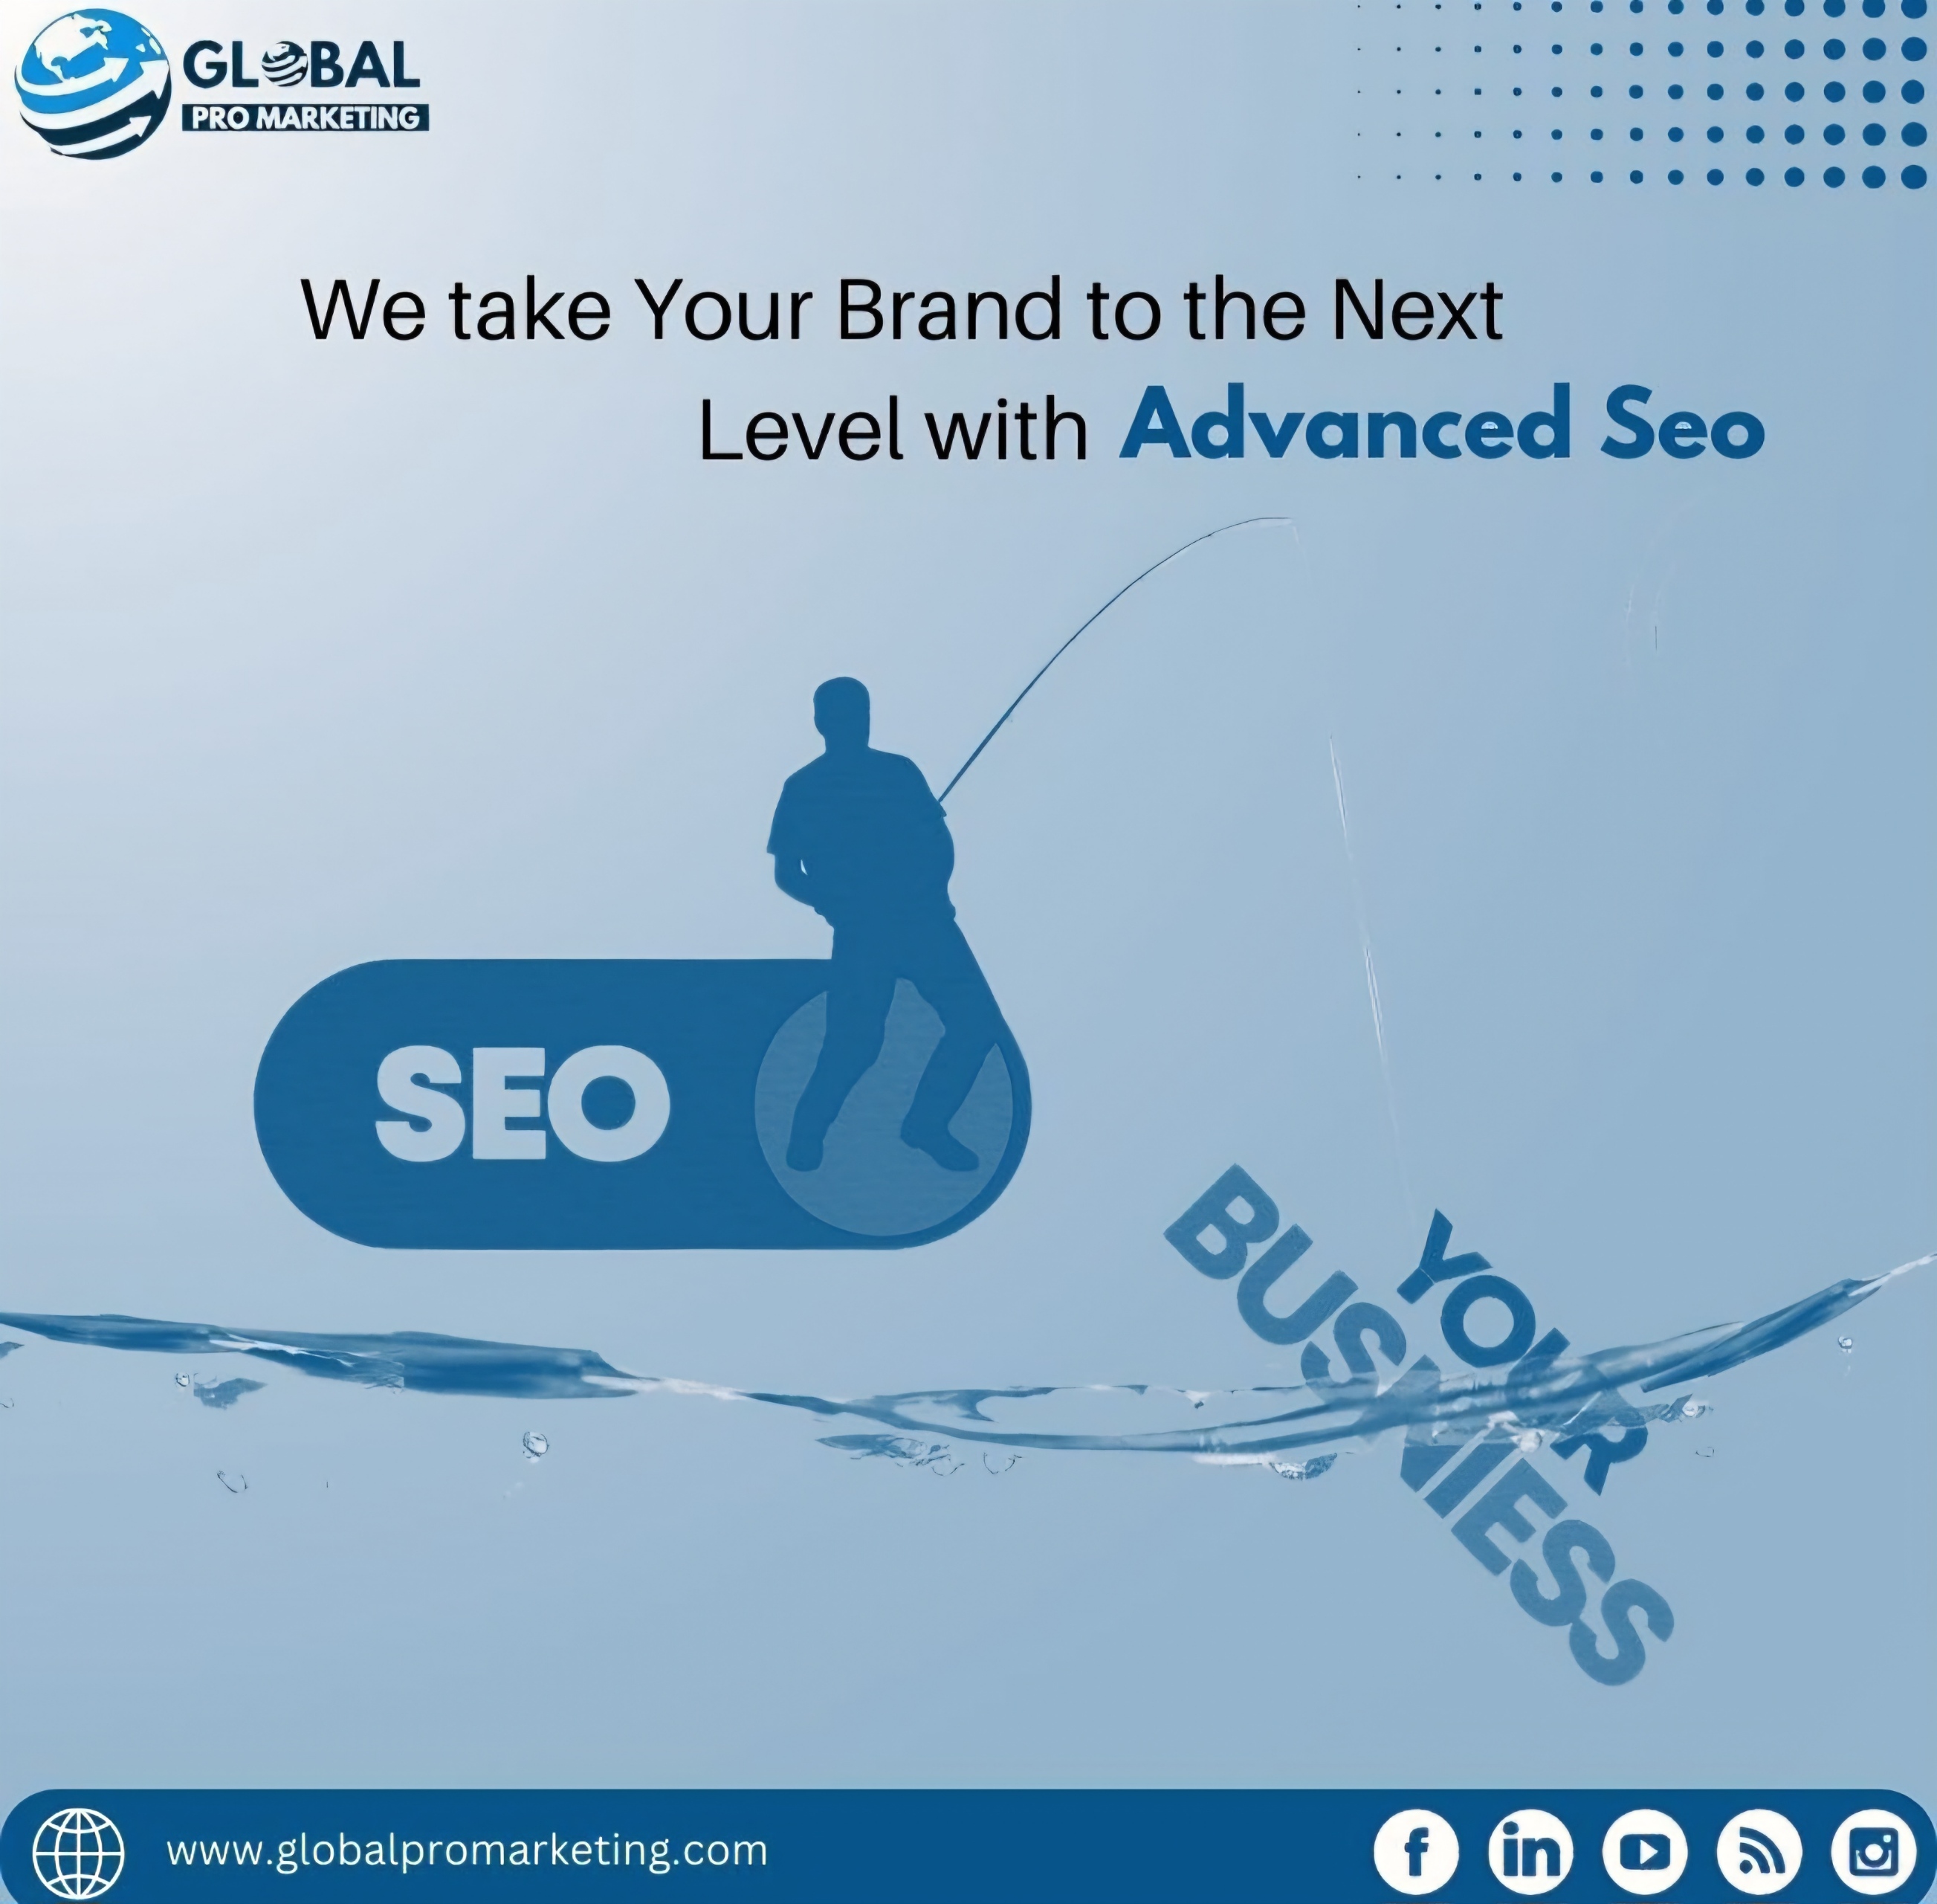 GLOBAL
PRO MARKETING
We take Your Brand to the Next
Level with Advanced Seo
SEO
YOUR
BUSINESS
www.globalpromarketing.com